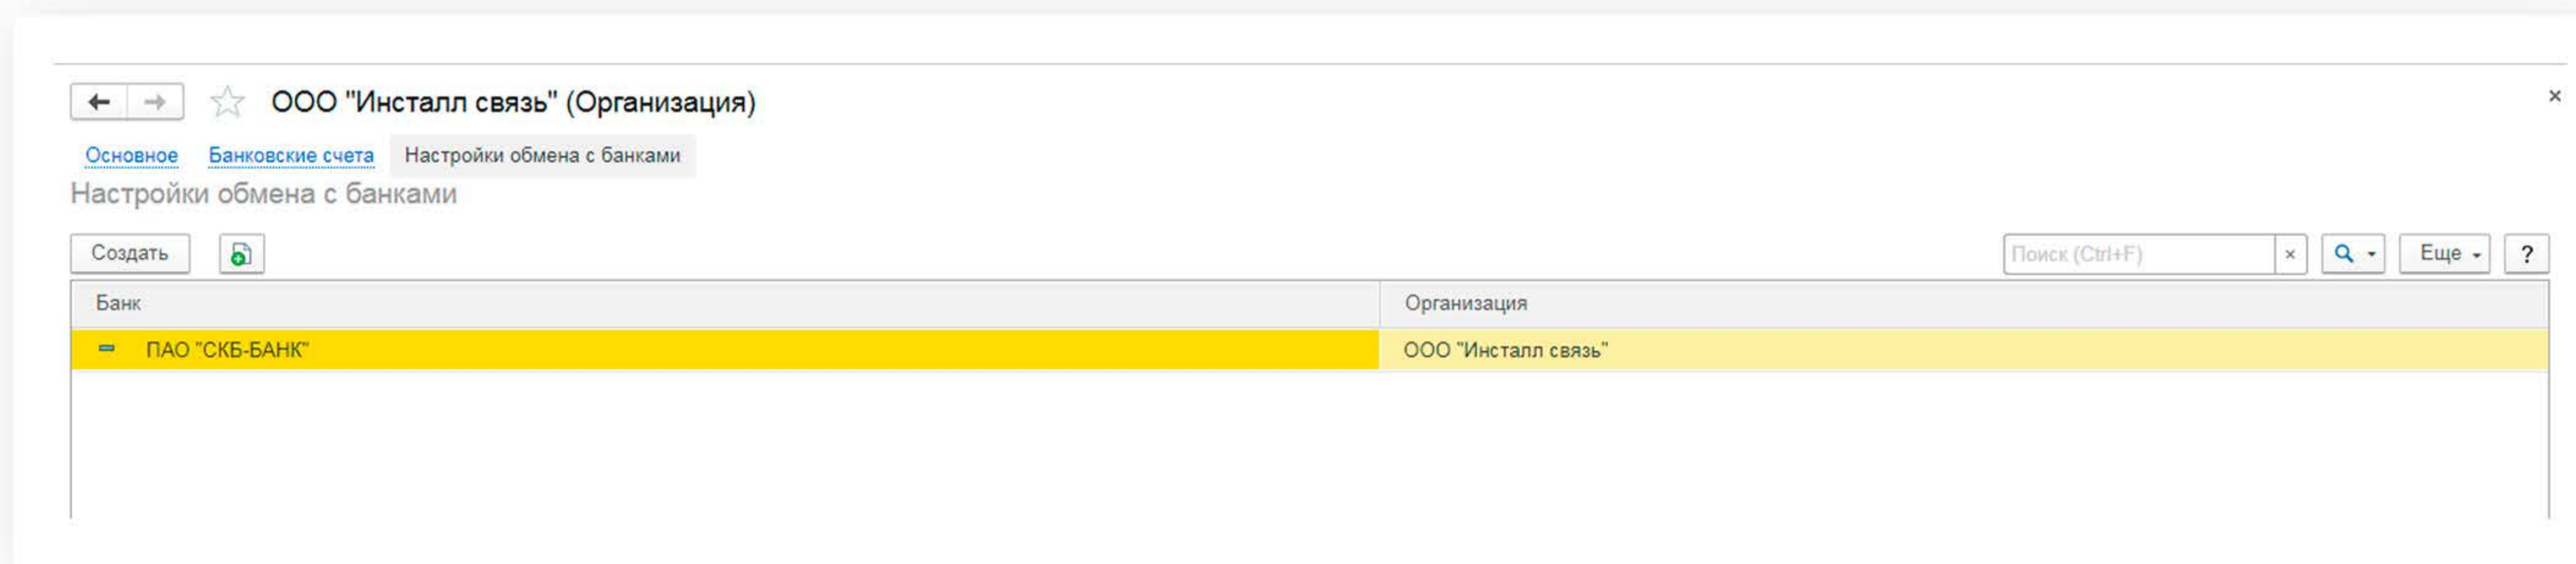 ООО "Инсталл связь" (Организация)
Основное Банковские счета Настройки обмена с банками
Настройки обмена с банками
Создать Поиск (Ctrl+F) × Еще ?
Банк Организация
ПАО "СКБ-БАНК" ООО "Инсталл связь"